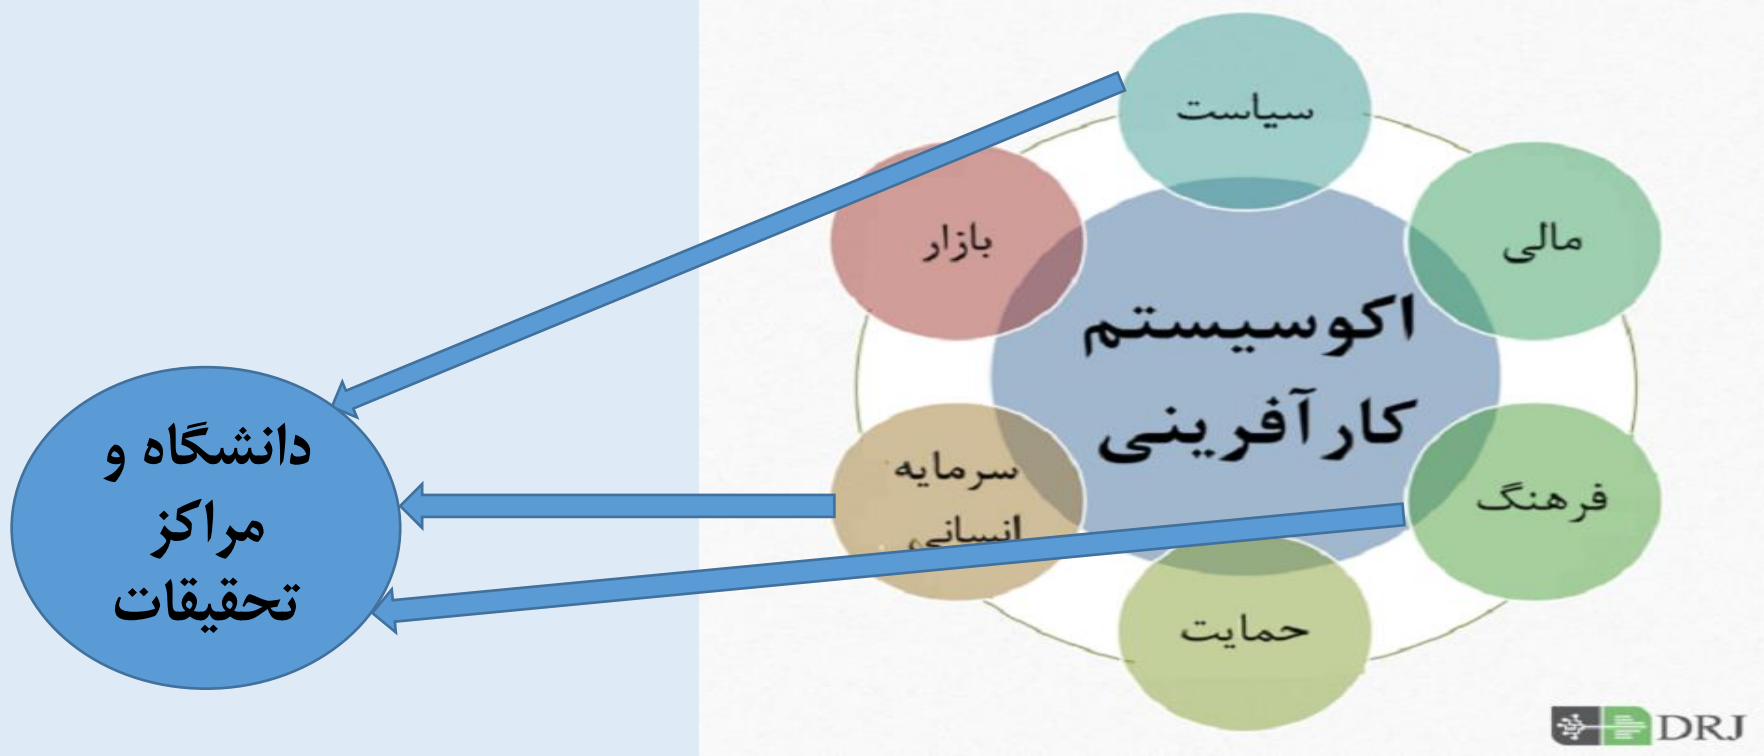 سیاست
مالی
بازار
اکوسیستم
کارآفرینی
سرمایه
انسانی
فرهنگ
حمایت
دانشگاه و
مراکز
تحقیقات
DRJ